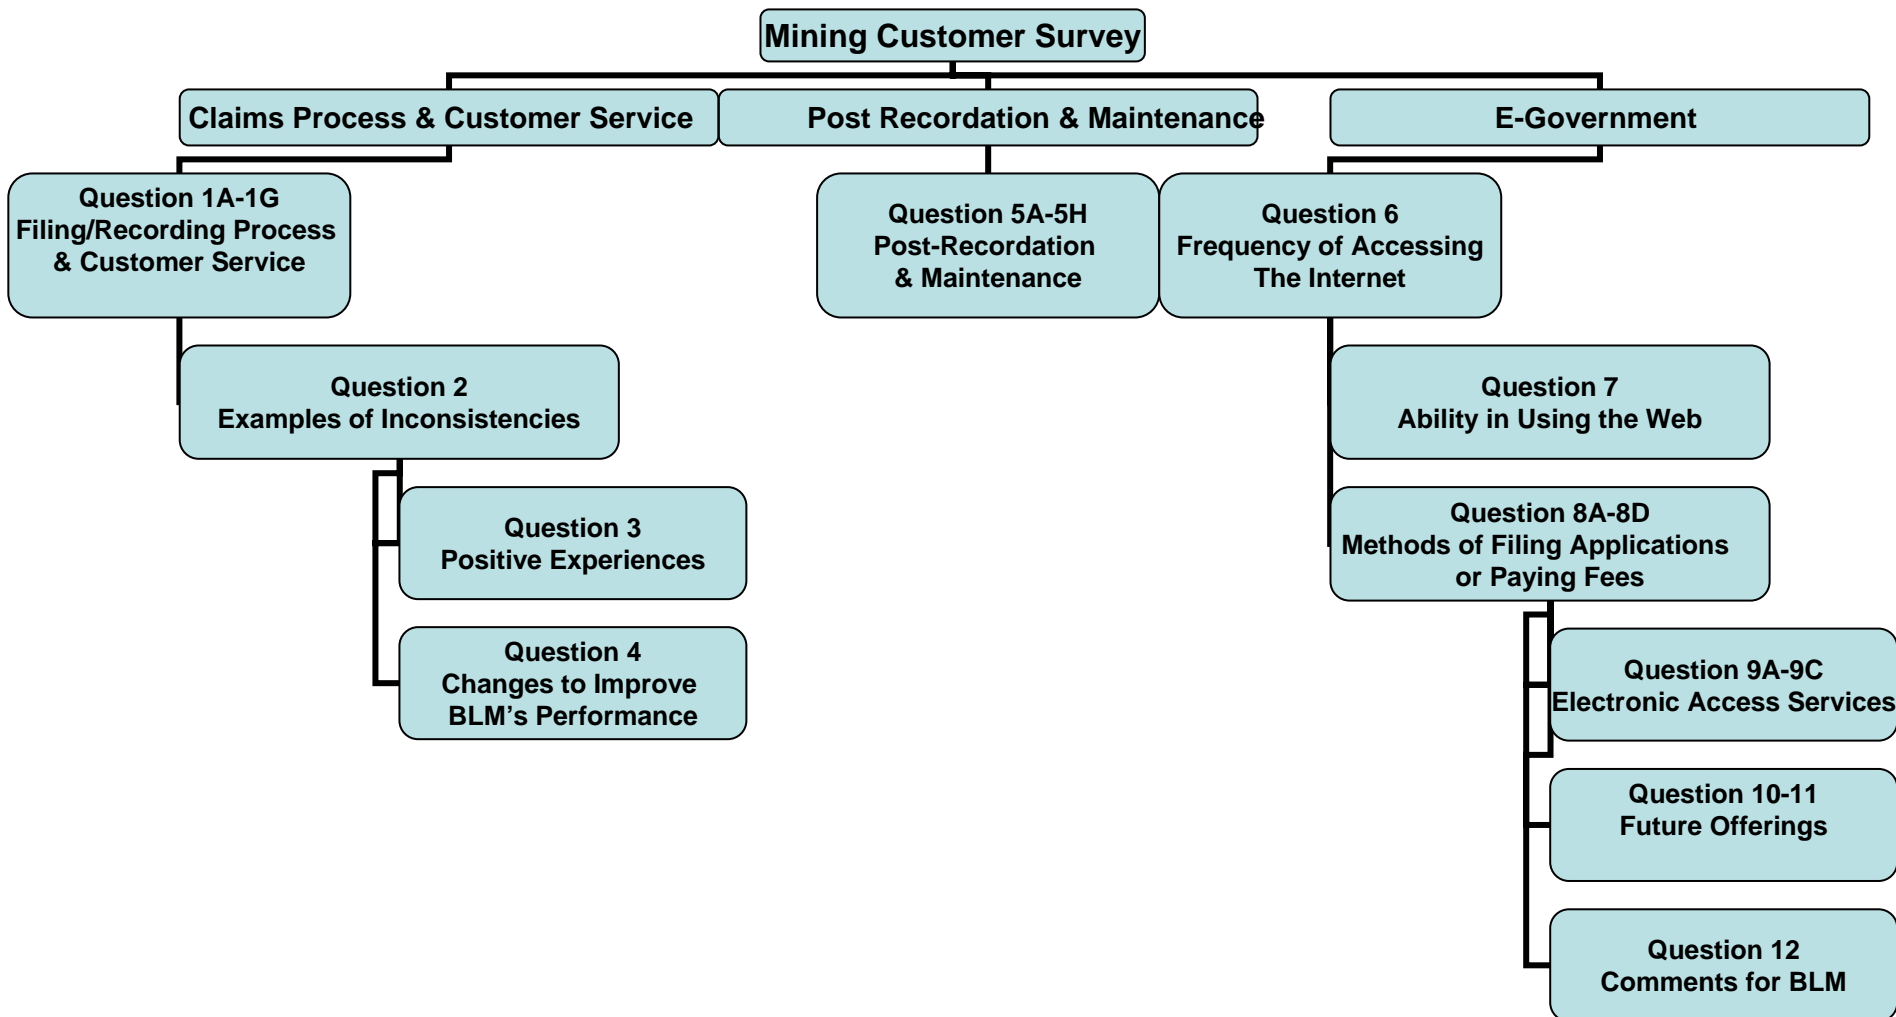 Mining Customer Survey
Claims Process & Customer Service
Post Recordation & Maintenance
E-Government
Question 1A-1G
Filing/Recording Process
& Customer Service
Question 5A-5H
Post-Recordation
& Maintenance
Question 6
Frequency of Accessing
The Internet
Question 2
Examples of Inconsistencies
Question 7
Ability in Using the Web
Question 3
Positive Experiences
Question 8A-8D
Methods of Filing Applications
or Paying Fees
Question 4
Changes to Improve
BLM’s Performance
Question 9A-9C
Electronic Access Services
Question 10-11
Future Offerings
Question 12
Comments for BLM